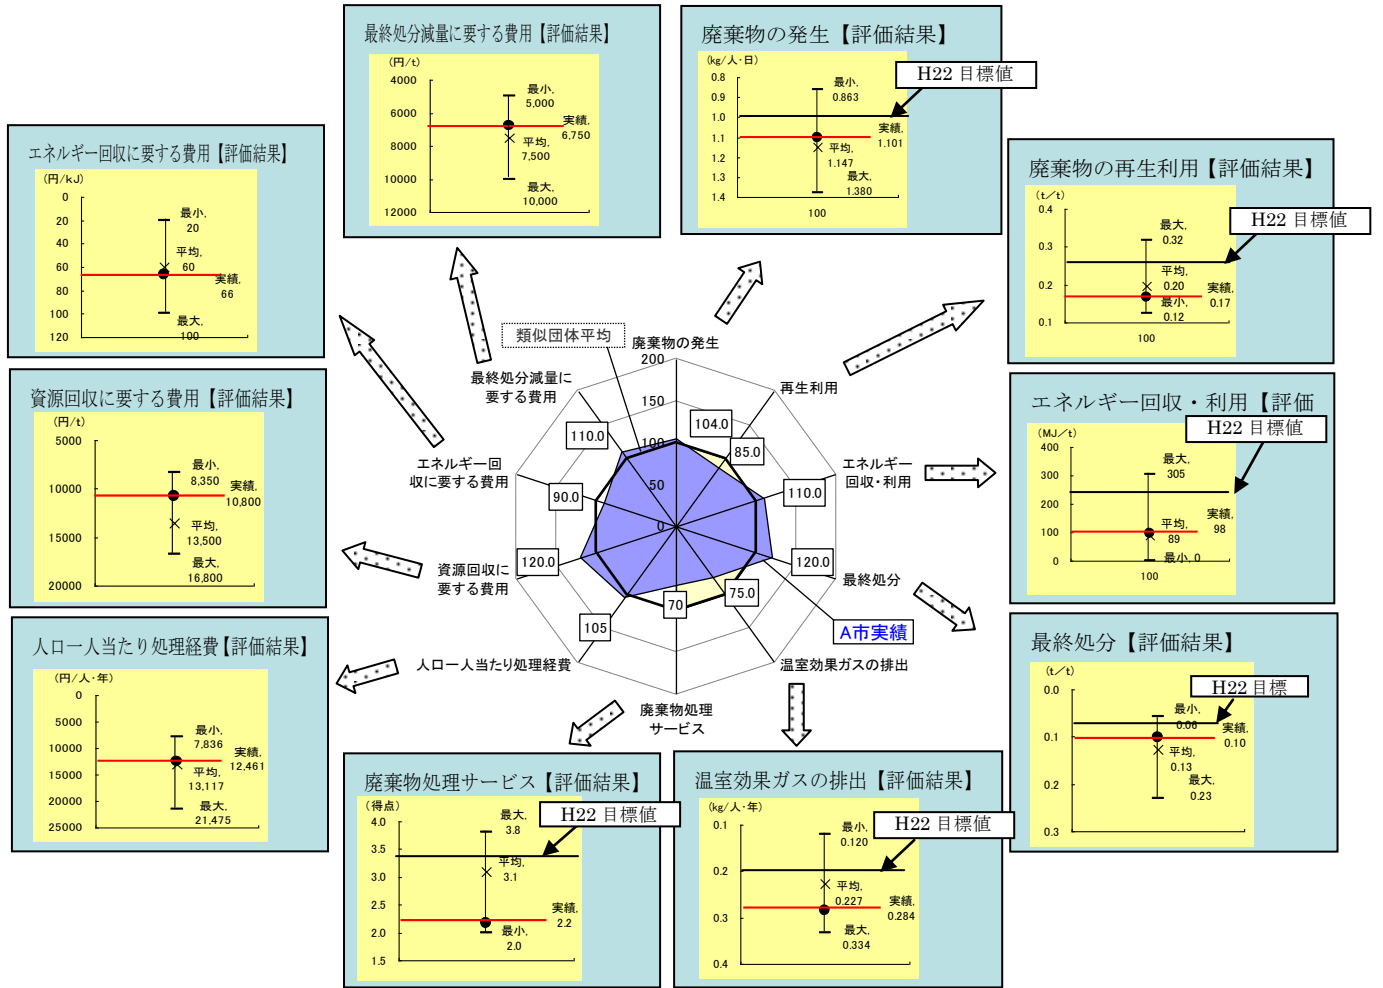 最終処分減量に要する費用【評価結果】
(円/t)
4000
6000
8000
10000
12000
最小,
5,000
実績,
6,750
平均,
7,500
最大,
10,000
廃棄物の発生【評価結果】
(kg/人・日)
0.8
0.9
1.0
1.1
1.2
1.3
1.4
H22 目標値
最小,
0.863
実績,
1.101
平均,
1.147
最大,
1.380
100
エネルギー回収に要する費用【評価結果】
(円/kJ)
0
20
40
60
80
100
120
最小,
20
平均,
60
実績,
66
最大,
100
廃棄物の再生利用【評価結果】
(t/t)
0.4
0.3
0.2
0.1
H22 目標値
最大,
0.32
平均,
0.20
実績,
0.17
最小,
0.12
100
資源回収に要する費用【評価結果】
(円/t)
5000
10000
15000
20000
最小,
8,350
実績,
10,800
平均,
13,500
最大,
16,800
エネルギー回収・利用【評価
(MJ/t)
400
300
200
100
0
H22 目標値
最大,
305
実績,
98
平均,
89
最小, 0
100
類似団体平均
廃棄物の発生
再生利用
エネルギー
回収・利用
最終処分
温室効果ガスの排出
廃棄物処理
サービス
人口一人当たり処理経費
資源回収に
要する費用
エネルギー回
収に要する費用
最終処分減量に
要する費用
200
150
100
50
0
104.0
85.0
110.0
120.0
75.0
70
105
120.0
90.0
110.0
A市実績
人口一人当たり処理経費【評価結果】
(円/人・年)
0
5000
10000
15000
20000
25000
最小,
7,836
実績,
12,461
平均,
13,117
最大,
21,475
最終処分【評価結果】
(t/t)
0.0
0.1
0.2
0.3
H22 目標
最小,
0.06
実績,
0.10
平均,
0.13
最大,
0.23
廃棄物処理サービス【評価結果】
(得点)
4.0
3.5
3.0
2.5
2.0
1.5
H22 目標値
最大,
3.8
平均,
3.1
実績,
2.2
最小,
2.0
温室効果ガスの排出【評価結果】
(kg/人・年)
0.1
0.2
0.3
0.4
H22 目標値
最小,
0.120
平均,
0.227
実績,
0.284
最大,
0.334